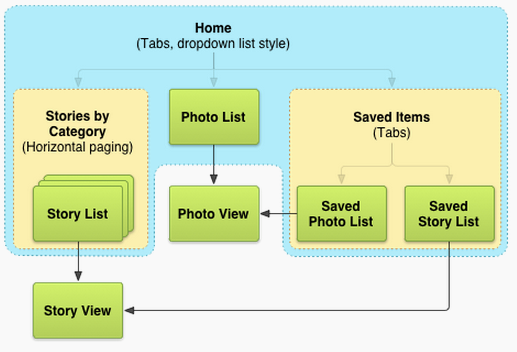 Home
(Tabs, dropdown list style)
Stories by
Category
(Horizontal paging)
Photo List
Saved Items
(Tabs)
Story List
Photo View
Saved
Photo List
Saved
Story List
Story View